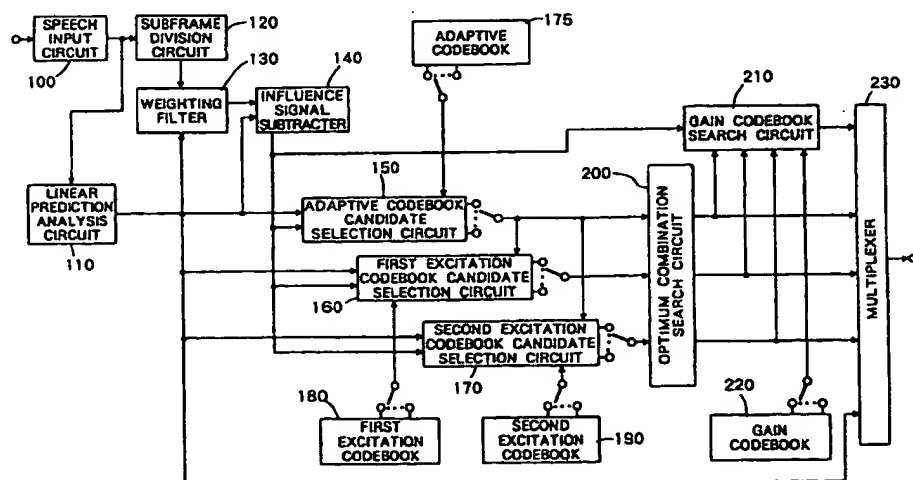 SPEECH
INPUT
CIRCUIT
100
SUBFRAME
DIVISION
CIRCUIT
120
130
WEIGHTING
FILTER
140
INFLUENCE
SIGNAL
SUBTRACTER
175
ADAPTIVE
CODEBOOK
210
GAIN CODEBOOK
SEARCH CIRCUIT
230
MULTIPLEXER
LINEAR
PREDICTION
ANALYSIS
CIRCUIT
110
150
ADAPTIVE CODEBOOK
CANDIDATE
SELECTION CIRCUIT
200
OPTIMUM COMBINATION
SEARCH CIRCUIT
FIRST EXCITATION
CODEBOOK CANDIDATE
SELECTION CIRCUIT
160
SECOND EXCITATION
CODEBOOK CANDIDATE
SELECTION CIRCUIT
170
180
FIRST
EXCITATION
CODEBOOK
SECOND
EXCITATION
CODEBOOK
190
220
GAIN
CODEBOOK